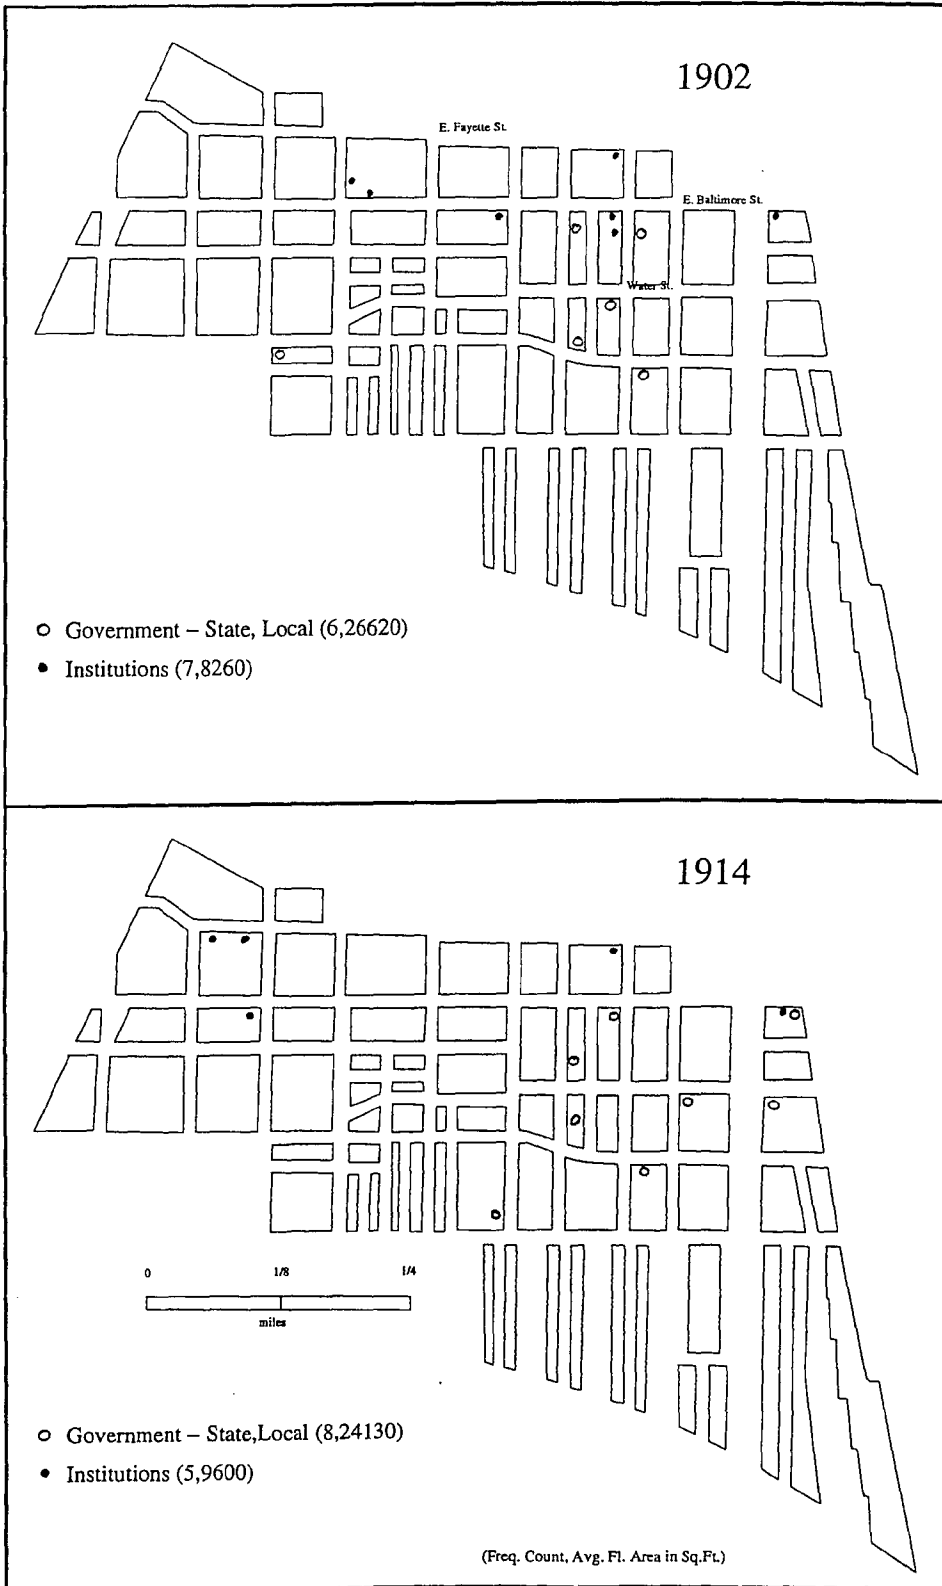 1902
E. Fayette St.
E. Baltimore St.
Water St.
Government – State, Local (6,26620)
Institutions (7,8260)
1914
0 1/8 1/4
miles
Government – State,Local (8,24130)
Institutions (5,9600)
(Freq. Count, Avg. Fl. Area in Sq.Ft.)